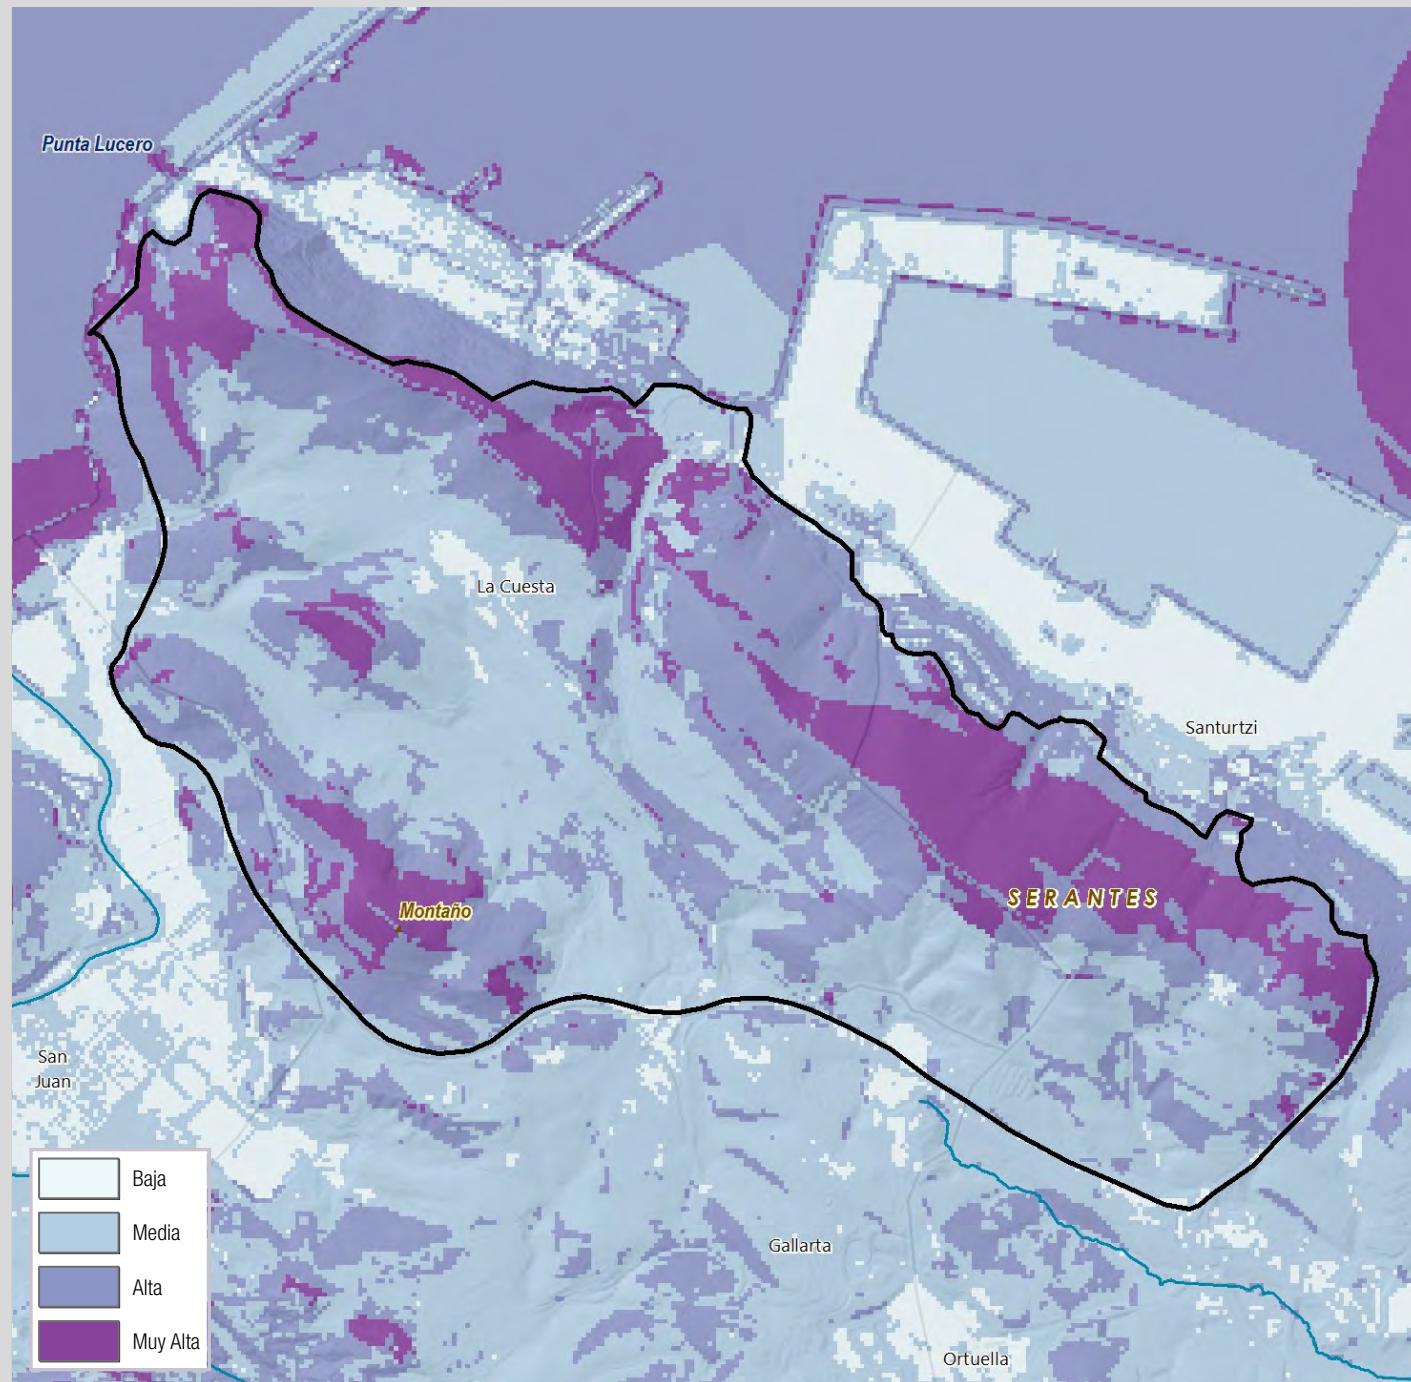 Punta Lucero
La Cuesta
Santurtzi
SERANTES
Montaño
San
Juan
Baja
Media
Alta
Muy Alta
Gallarta
Ortuella